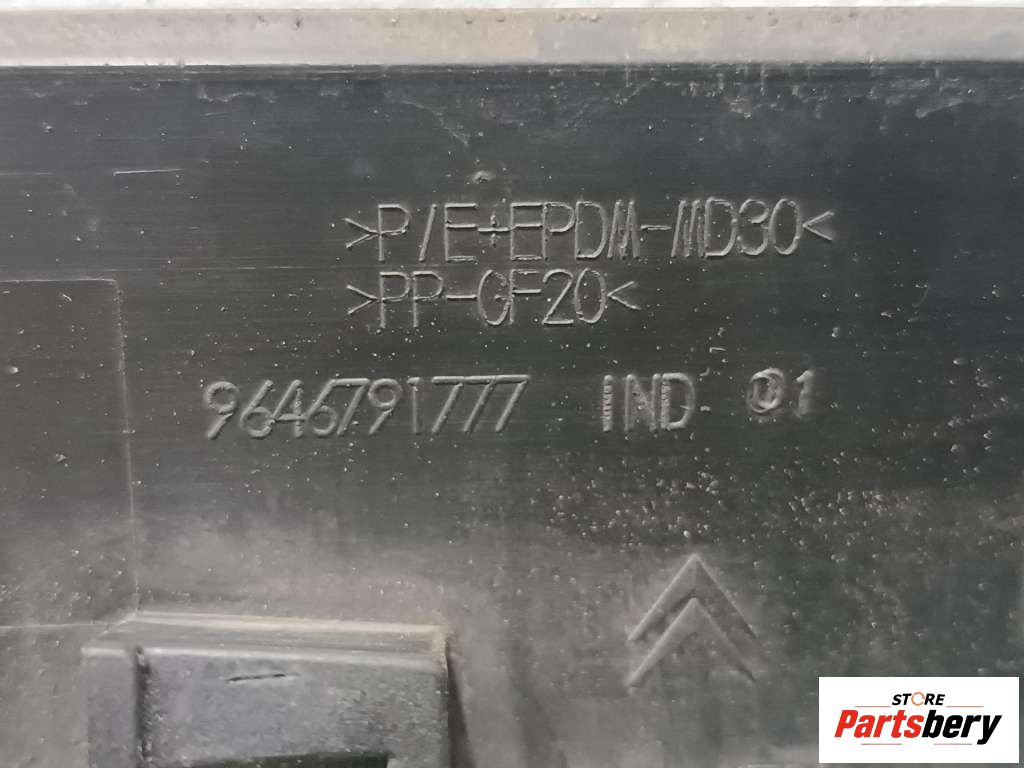 >P/E+EPDM-MD30<
>PP-GF20<
9646791777 IND 01
STORE
Partsbery